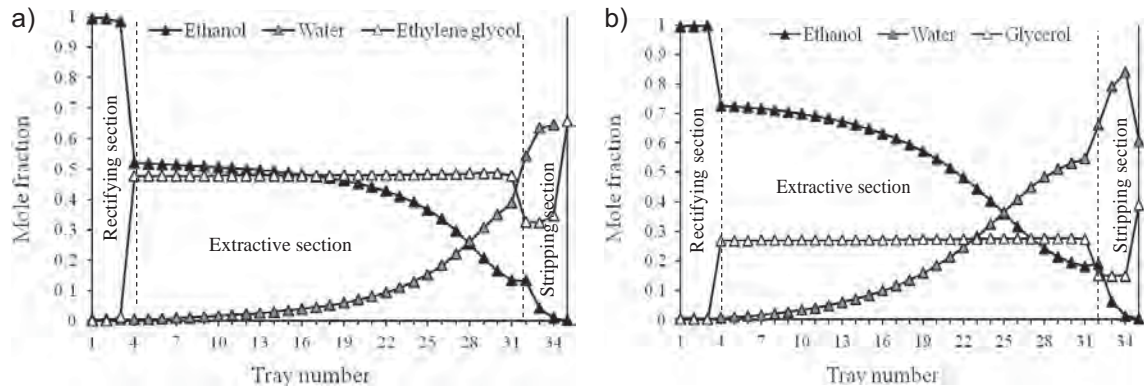 a)
Ethanol Water Ethylene glycol
1
0.9
0.8
0.7
0.6
0.5
0.4
0.3
0.2
0.1
0
Mole fraction
Rectifying section
Extractive section
Stripping section
1 4 7 10 13 16 19 22 25 28 31 34
Tray number
b)
Ethanol Water Glycerol
1
0.9
0.8
0.7
0.6
0.5
0.4
0.3
0.2
0.1
0
Mole fraction
Rectifying section
Extractive section
Stripping section
1 4 7 10 13 16 19 22 25 28 31 34
Tray number